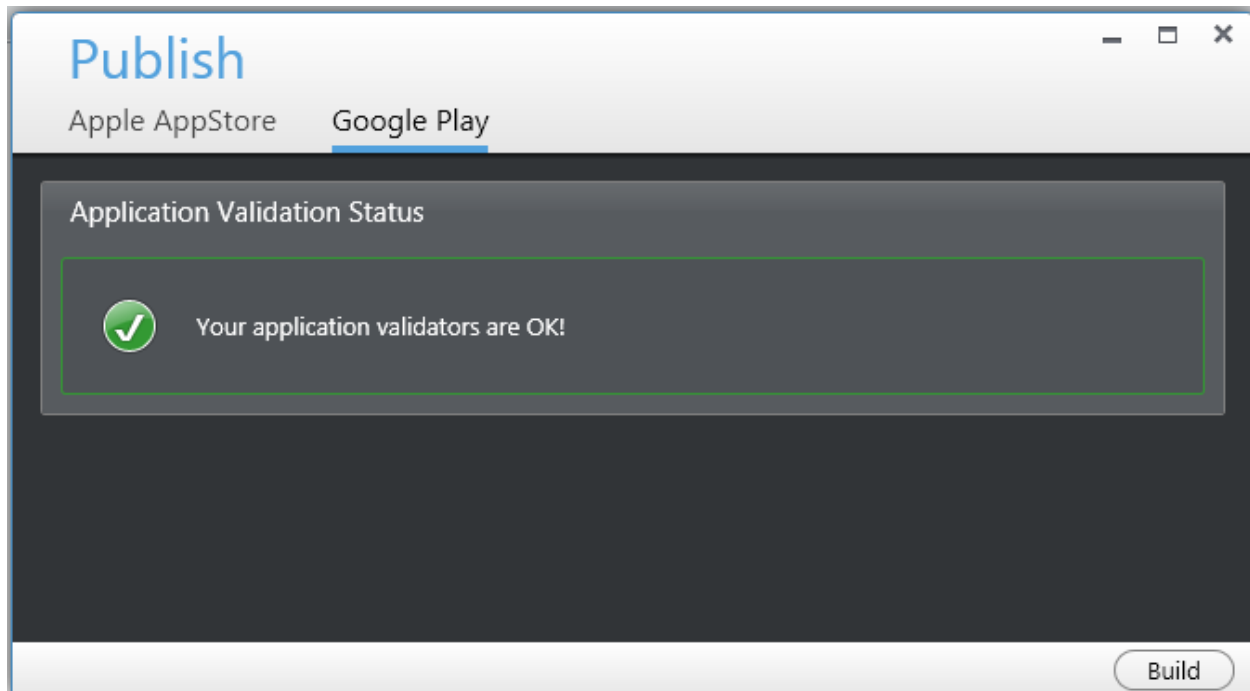 Publish
Apple AppStore Google Play
Application Validation Status
Your application validators are OK!
Build